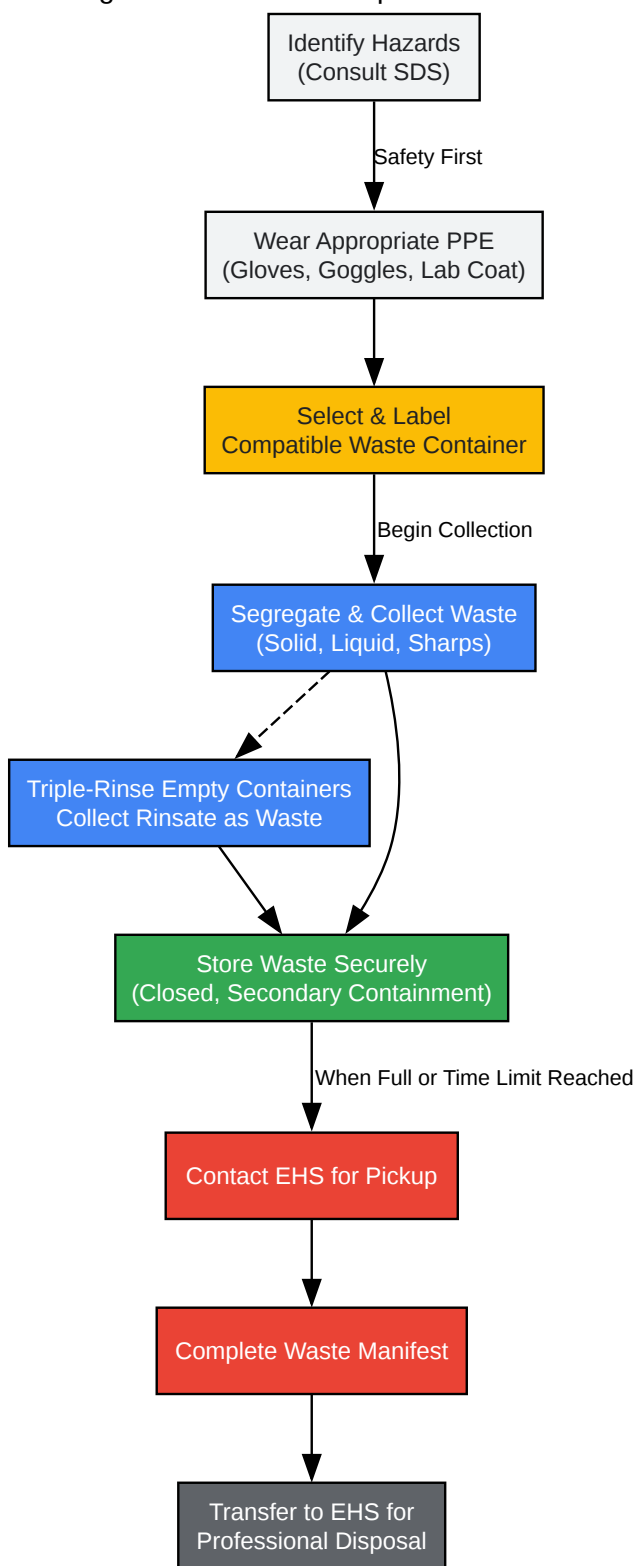 Identify Hazards
(Consult SDS)
Safety First
Wear Appropriate PPE
(Gloves, Goggles, Lab Coat)
Select & Label
Compatible Waste Container
Begin Collection
Segregate & Collect Waste
(Solid, Liquid, Sharps)
Triple-Rinse Empty Containers
Collect Rinsate as Waste
Store Waste Securely
(Closed, Secondary Containment)
When Full or Time Limit Reached
Contact EHS for Pickup
Complete Waste Manifest
Transfer to EHS for
Professional Disposal